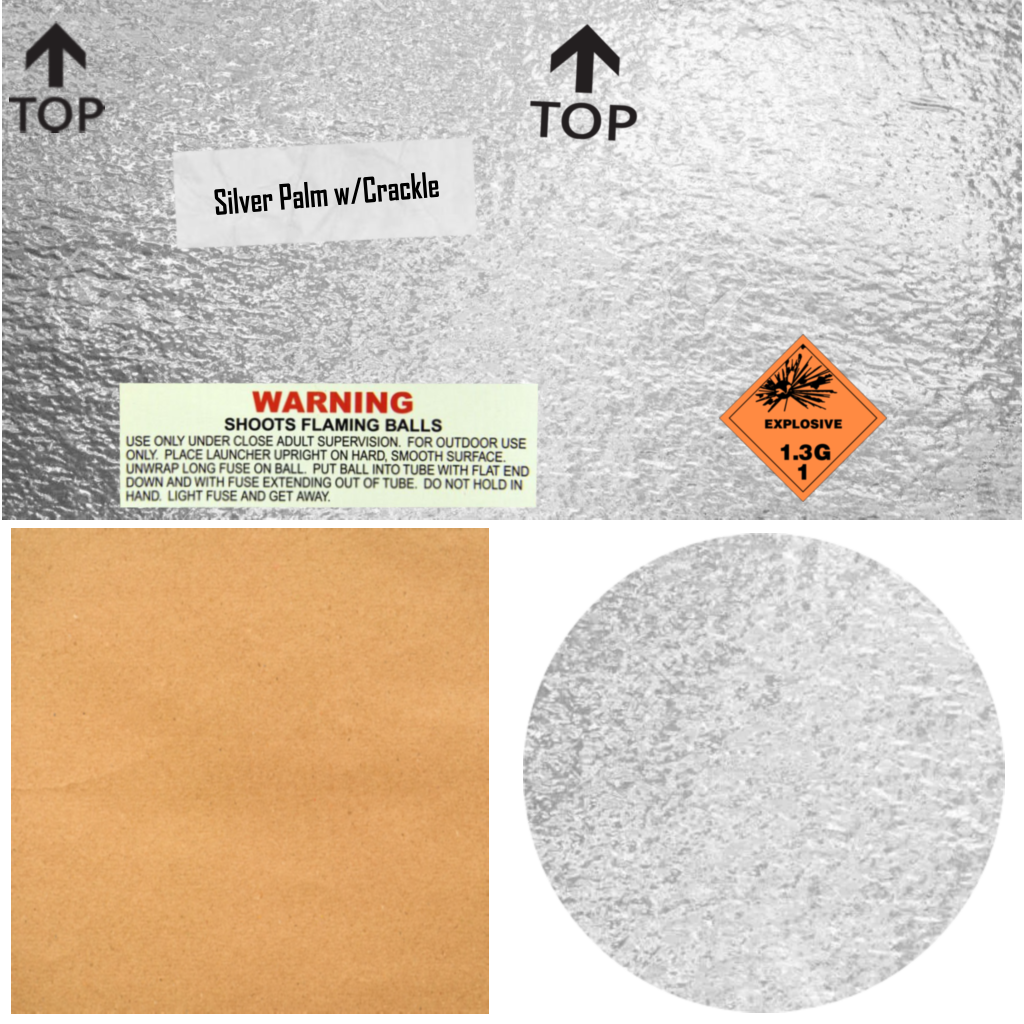 TOP
TOP
Silver Palm w/Crackle
WARNING
SHOOTS FLAMING BALLS
USE ONLY UNDER CLOSE ADULT SUPERVISION. FOR OUTDOOR USE
ONLY. PLACE LAUNCHER UPRIGHT ON HARD, SMOOTH SURFACE.
UNWRAP LONG FUSE ON BALL. PUT BALL INTO TUBE WITH FLAT END
DOWN AND WITH FUSE EXTENDING OUT OF TUBE. DO NOT HOLD IN
HAND. LIGHT FUSE AND GET AWAY.
EXPLOSIVE
1.3G
1